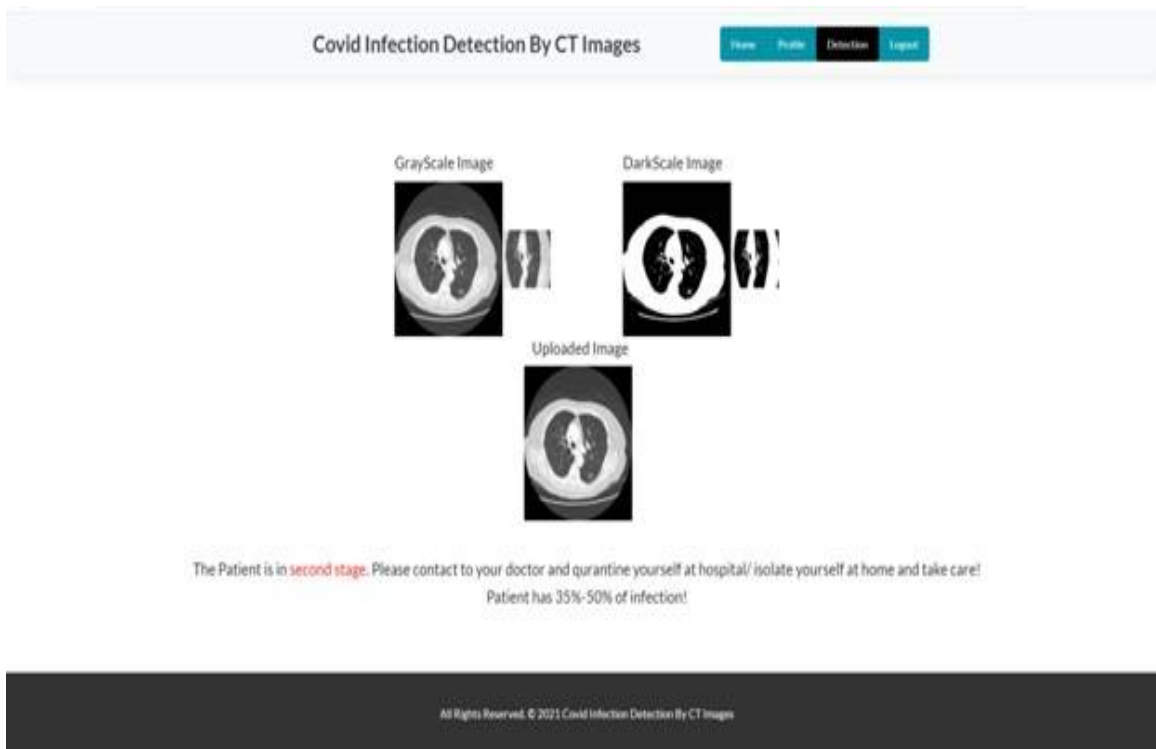 Covid Infection Detection By CT Images
Home Profile Detection Logout
GrayScale Image
DarkScale Image
Uploaded Image
The Patient is in second stage. Please contact to your doctor and qurantine yourself at hospital/ isolate yourself at home and take care!
Patient has 35%-50% of infection!
All Rights Reserved. © 2021 Covid Infection Detection By CT Images